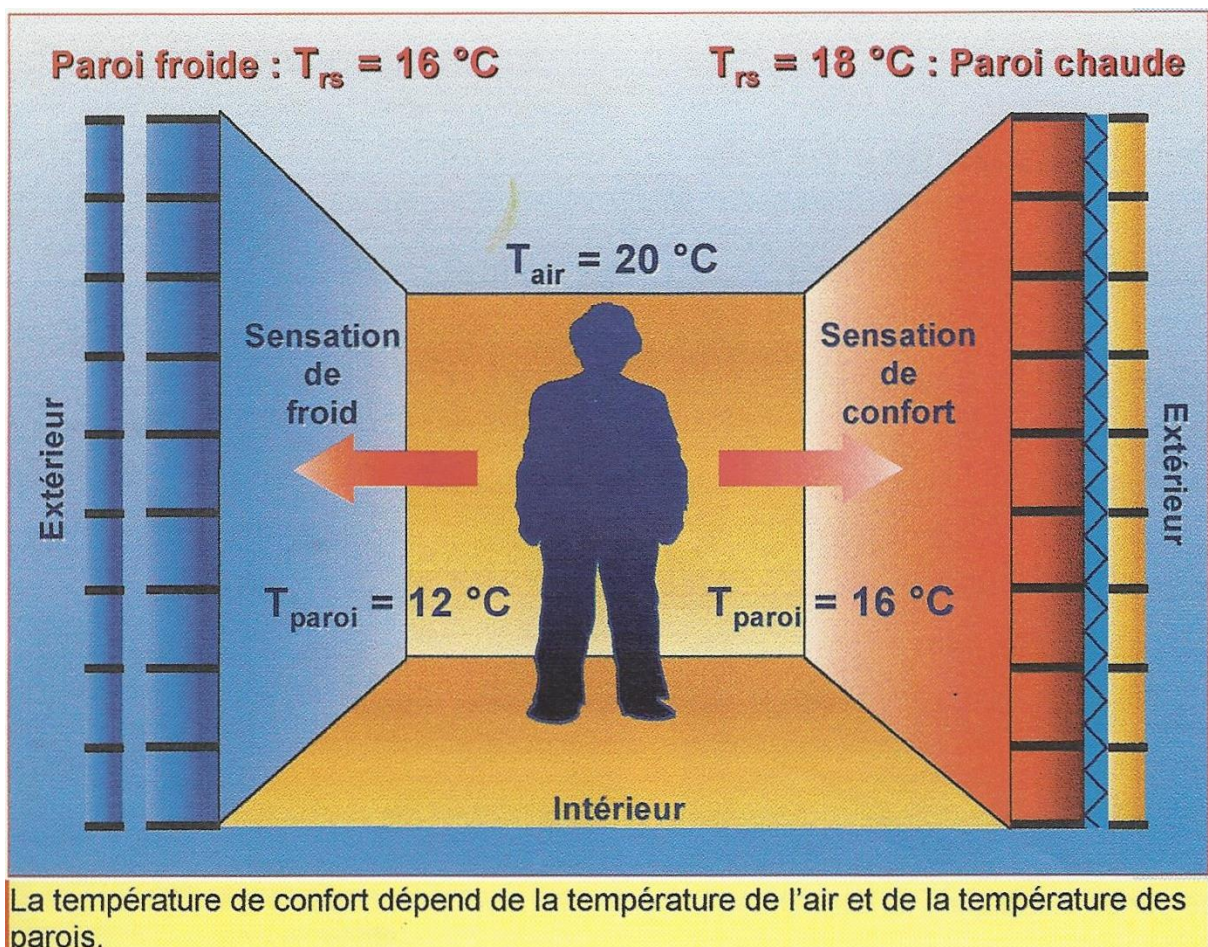 Paroi froide : Trs = 16 °C
Trs = 18 °C : Paroi chaude
Tair = 20 °C
Sensation
de
froid
Sensation
de
confort
Extérieur
Extérieur
Tparoi = 12 °C
Tparoi = 16 °C
Intérieur
La température de confort dépend de la température de l'air et de la température des
parois.